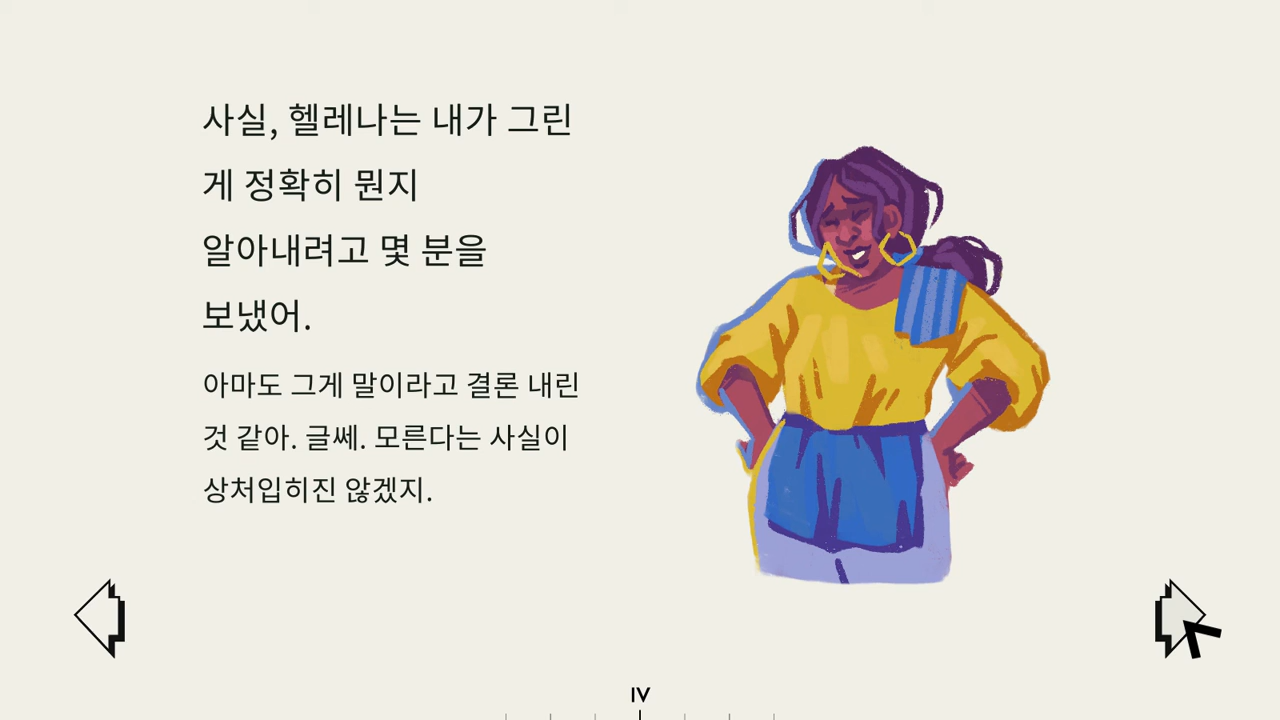 사실, 헬레나는 내가 그린
게 정확히 뭔지
알아내려고 몇 분을
보냈어.
아마도 그게 말이라고 결론 내린
것 같아. 글쎄. 모른다는 사실이
상처입히진 않겠지.
IV